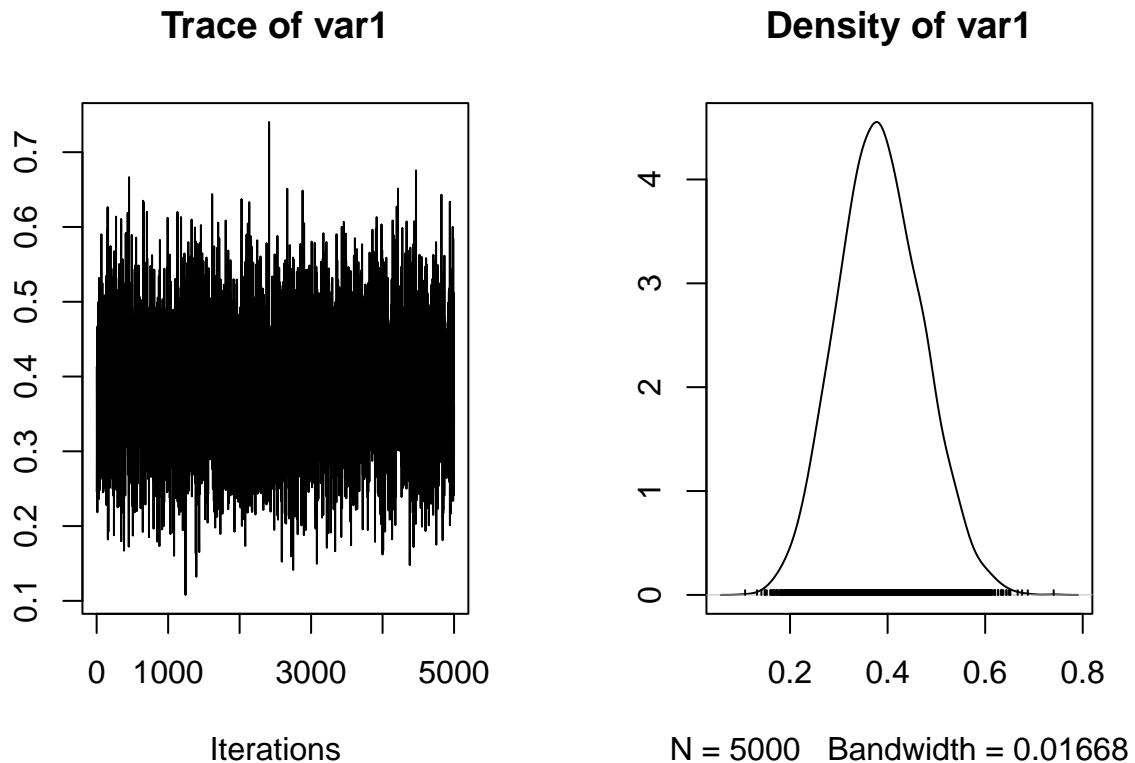 Trace of var1
0.7
0.6
0.5
0.4
0.3
0.2
0.1
0 1000 3000 5000
Iterations
Density of var1
4
3
2
1
0
0.2 0.4 0.6 0.8
N = 5000 Bandwidth = 0.01668